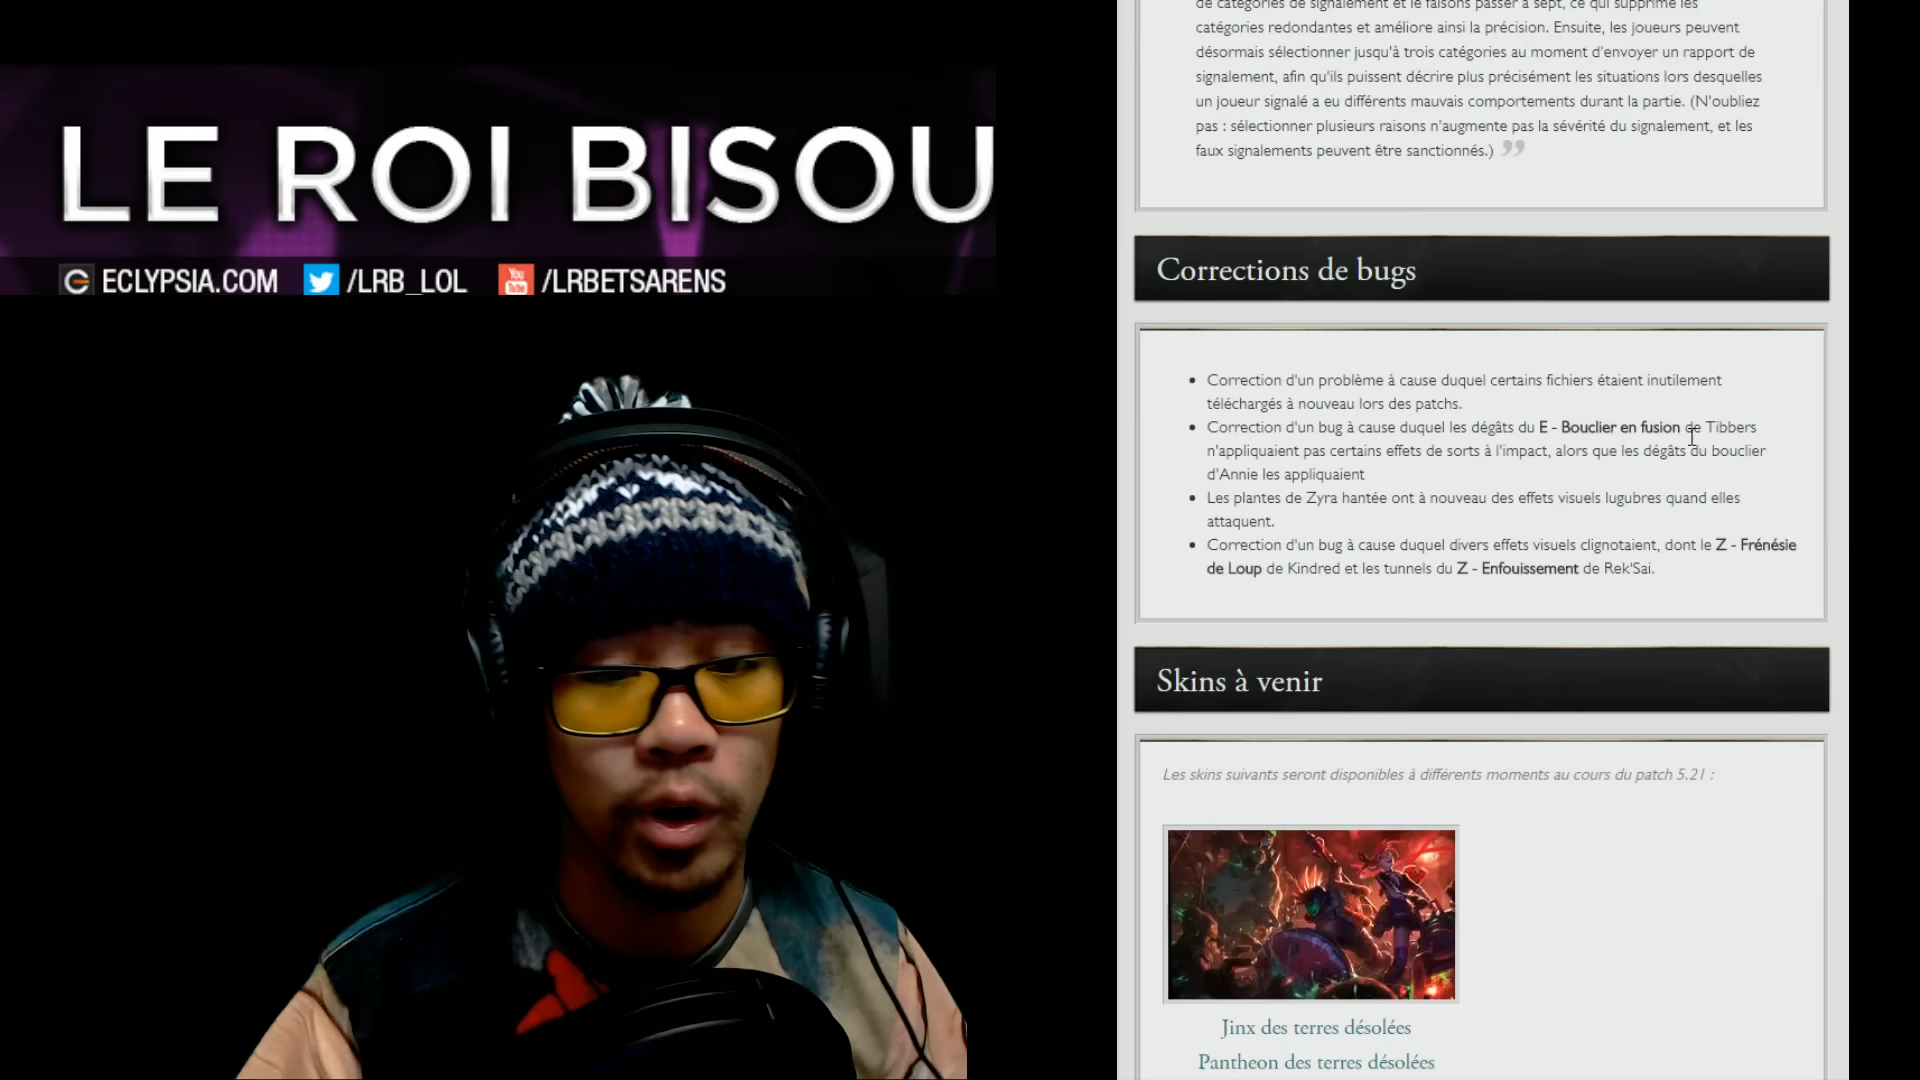 LE ROI BISOU
ECLYPSIA.COM /LRB_LOL You Tube /LRBETSARENS
de catégories de signalement et le faisons passer à sept, ce qui supprime les
catégories redondantes et améliore ainsi la précision. Ensuite, les joueurs peuvent
désormais sélectionner jusqu'à trois catégories au moment d'envoyer un rapport de
signalement, afin qu'ils puissent décrire plus précisément les situations lors desquelles
un joueur signalé a eu différents mauvais comportements durant la partie. (N'oubliez
pas : sélectionner plusieurs raisons n'augmente pas la sévérité du signalement, et les
faux signalements peuvent être sanctionnés.) ”
Corrections de bugs
• Correction d'un problème à cause duquel certains fichiers étaient inutilement
téléchargés à nouveau lors des patchs.
• Correction d'un bug à cause duquel les dégâts du E - Bouclier en fusion de Tibbers
n'appliquaient pas certains effets de sorts à l'impact, alors que les dégâts du bouclier
d'Annie les appliquaient
• Les plantes de Zyra hantée ont à nouveau des effets visuels lugubres quand elles
attaquent.
• Correction d'un bug à cause duquel divers effets visuels clignotaient, dont le Z - Frénésie
de Loup de Kindred et les tunnels du Z - Enfouissement de Rek'Sai.
Skins à venir
Les skins suivants seront disponibles à différents moments au cours du patch 5.21 :
Jinx des terres désolées
Pantheon des terres désolées